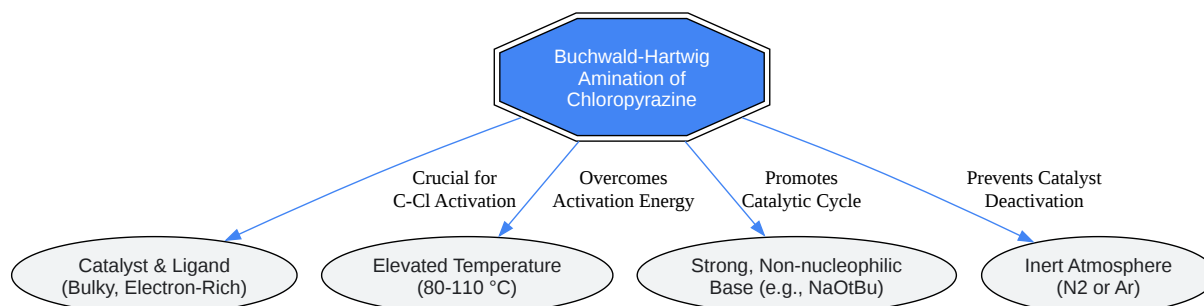 Buchwald-Hartwig
Amination of
Chloropyrazine
Crucial for
C-Cl Activation
Overcomes
Activation Energy
Promotes
Catalytic Cycle
Prevents Catalyst
Deactivation
Catalyst & Ligand
(Bulky, Electron-Rich)
Elevated Temperature
(80-110 °C)
Strong, Non-nucleophilic
Base (e.g., NaOtBu)
Inert Atmosphere
(N2 or Ar)